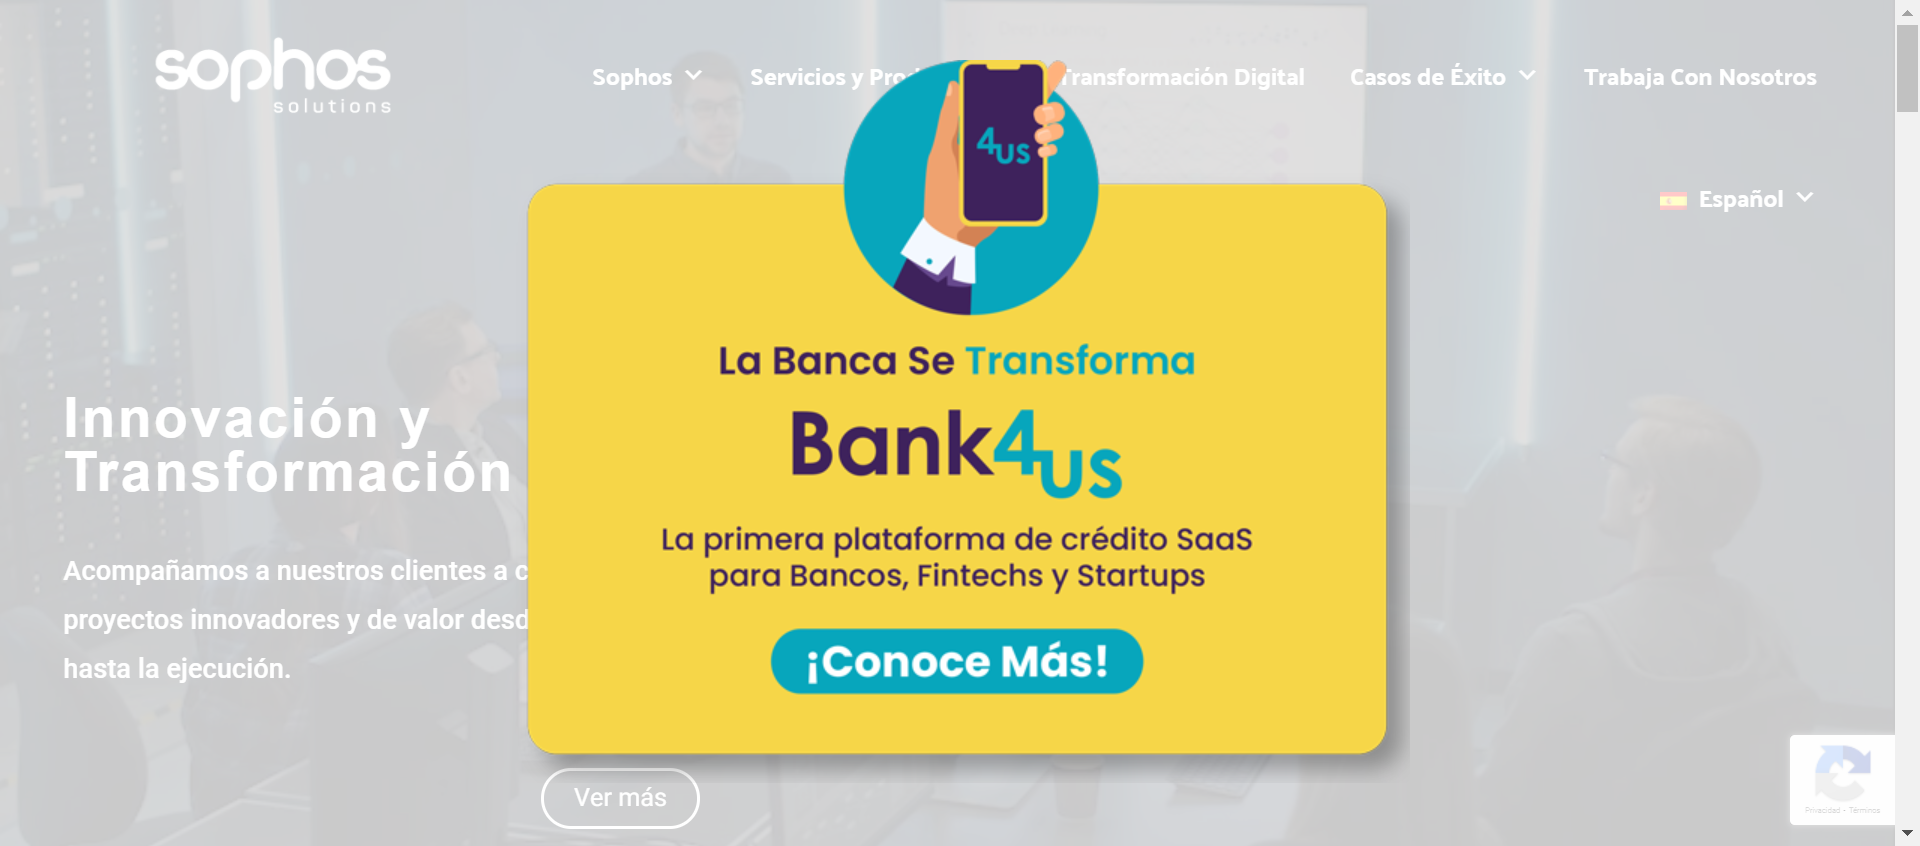 sophos
solutions
Sophos
Servicios y Prod
Transformación Digital
Casos de Éxito
Trabaja Con Nosotros
Español
4us
La Banca Se Transforma
Bank4us
La primera plataforma de crédito SaaS
para Bancos, Fintechs y Startups
¡Conoce Más!
Innovación y
Transformación
Acompañamos a nuestros clientes a c
proyectos innovadores y de valor desd
hasta la ejecución.
Ver más
Privacidad - Términos